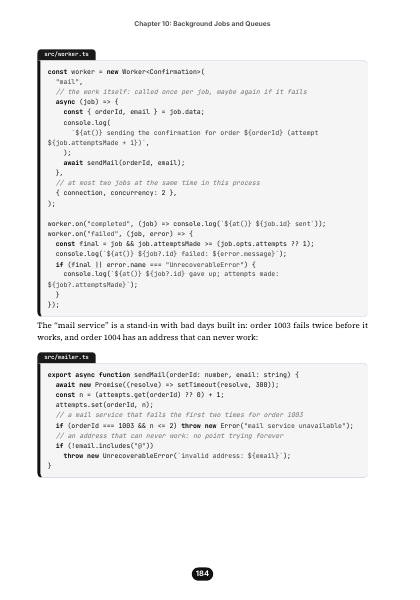 Chapter 10: Background Jobs and Queues
src/worker.ts
const worker = new Worker<Confirmation>(
"mail",
// the work itself: called once per job, maybe again if it fails
async (job) => {
const { orderId, email } = job.data;
console.log(
`${at()} sending the confirmation for order ${orderId} (attempt
${job.attemptsMade + 1})`,
);
await sendMail(orderId, email);
},
// at most two jobs at the same time in this process
{ connection, concurrency: 2 },
);
worker.on("completed", (job) => console.log(`${at()} ${job.id} sent`));
worker.on("failed", (job, error) => {
const final = job && job.attemptsMade >= (job.opts.attempts ?? 1);
console.log(`${at()} ${job?.id} failed: ${error.message}`);
if (final || error.name === "UnrecoverableError") {
console.log(`${at()} ${job?.id} gave up; attempts made:
${job?.attemptsMade}`);
}
});
The “mail service” is a stand-in with bad days built in: order 1003 fails twice before it
works, and order 1004 has an address that can never work:
src/mailer.ts
export async function sendMail(orderId: number, email: string) {
await new Promise((resolve) => setTimeout(resolve, 300));
const n = (attempts.get(orderId) ?? 0) + 1;
attempts.set(orderId, n);
// a mail service that fails the first two times for order 1003
if (orderId === 1003 && n <= 2) throw new Error("mail service unavailable");
// an address that can never work: no point trying forever
if (!email.includes("@"))
throw new UnrecoverableError(`invalid address: ${email}`);
}
184